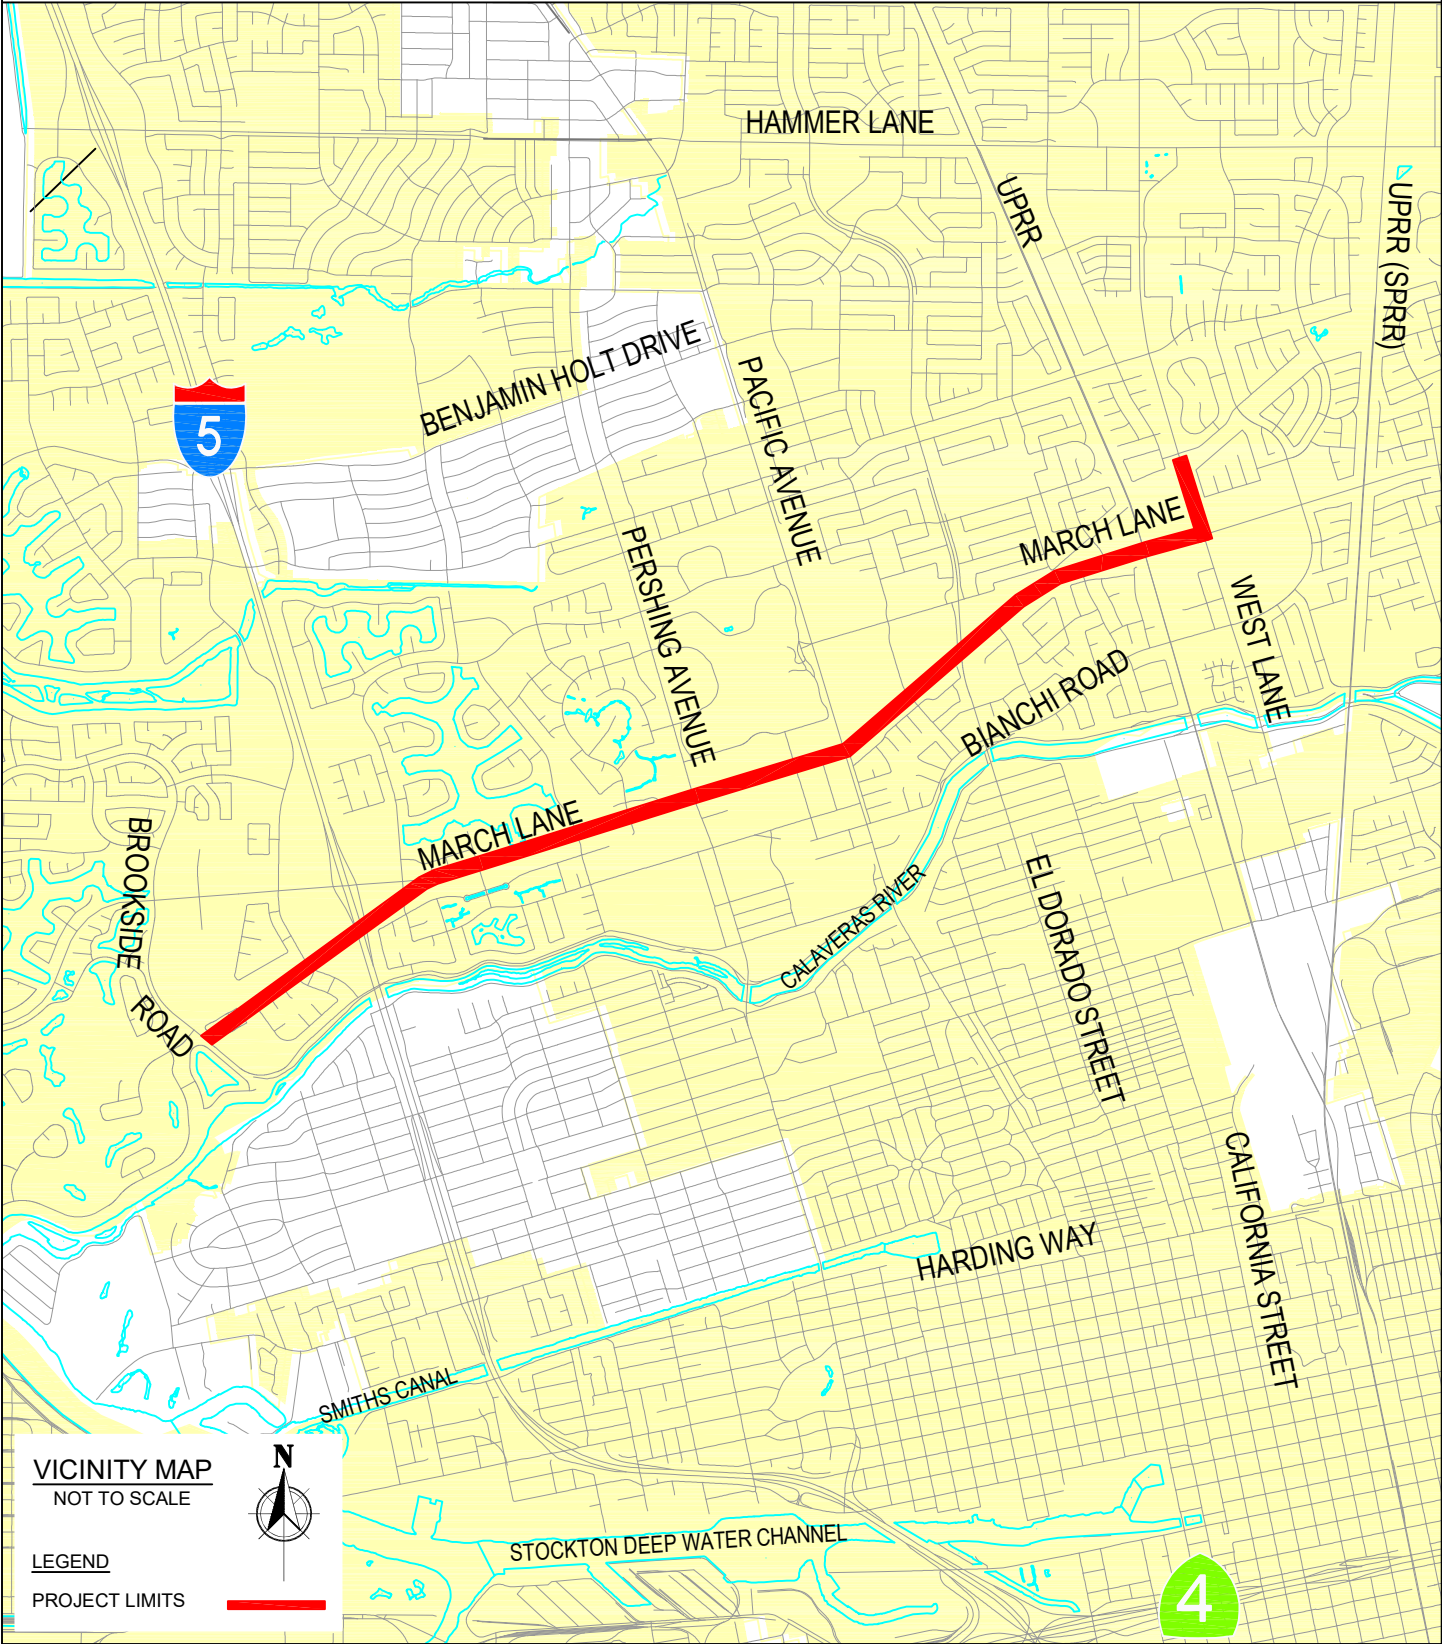 HAMMER LANE
UPRR
UPRR (SPRR)
BENJAMIN HOLT DRIVE
PACIFIC AVENUE
5
PERSHING AVENUE
MARCH LANE
WEST LANE
BIANCHI ROAD
MARCH LANE
BROOKSIDE
ROAD
CALAVERAS RIVER
EL DORADO STREET
CALIFORNIA STREET
HARDING WAY
SMITHS CANAL
VICINITY MAP
NOT TO SCALE
N
LEGEND
PROJECT LIMITS
STOCKTON DEEP WATER CHANNEL
4